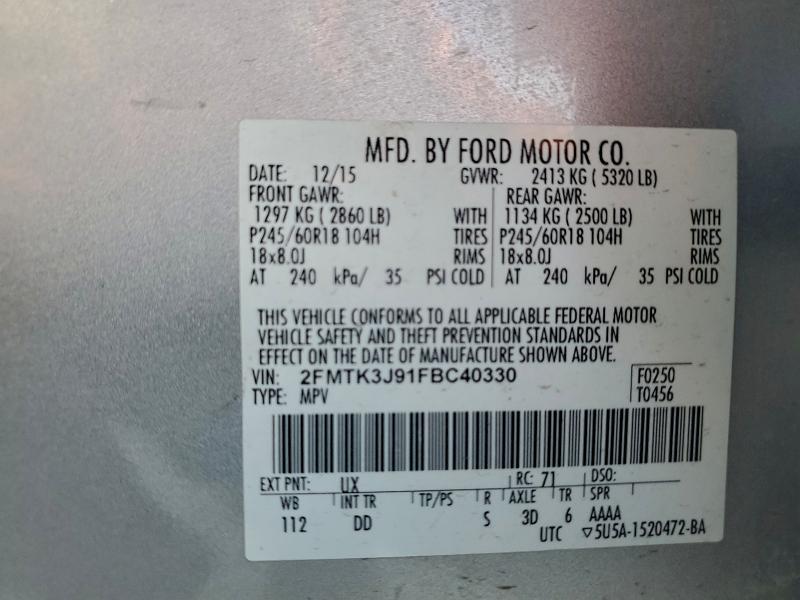 MFD. BY FORD MOTOR CO.
DATE: 12/15 GVWR: 2413 KG ( 5320 LB)
FRONT GAWR: REAR GAWR:
1297 KG ( 2860 LB) WITH 1134 KG ( 2500 LB) WITH
P245/60R18 104H TIRES P245/60R18 104H TIRES
18x8.0J RIMS 18x8.0J RIMS
AT 240 kPa/ 35 PSI COLD AT 240 kPa/ 35 PSI COLD
THIS VEHICLE CONFORMS TO ALL APPLICABLE FEDERAL MOTOR
VEHICLE SAFETY AND THEFT PREVENTION STANDARDS IN
EFFECT ON THE DATE OF MANUFACTURE SHOWN ABOVE.
VIN: 2FMTK3J91FBC40330 F0250
TYPE: MPV T0456
EXT PNT: UX RC: 71 DSO:
WB INT TR TP/PS R AXLE TR SPR
112 DD S 3D 6 AAAA
UTC ▽5U5A-1520472-BA